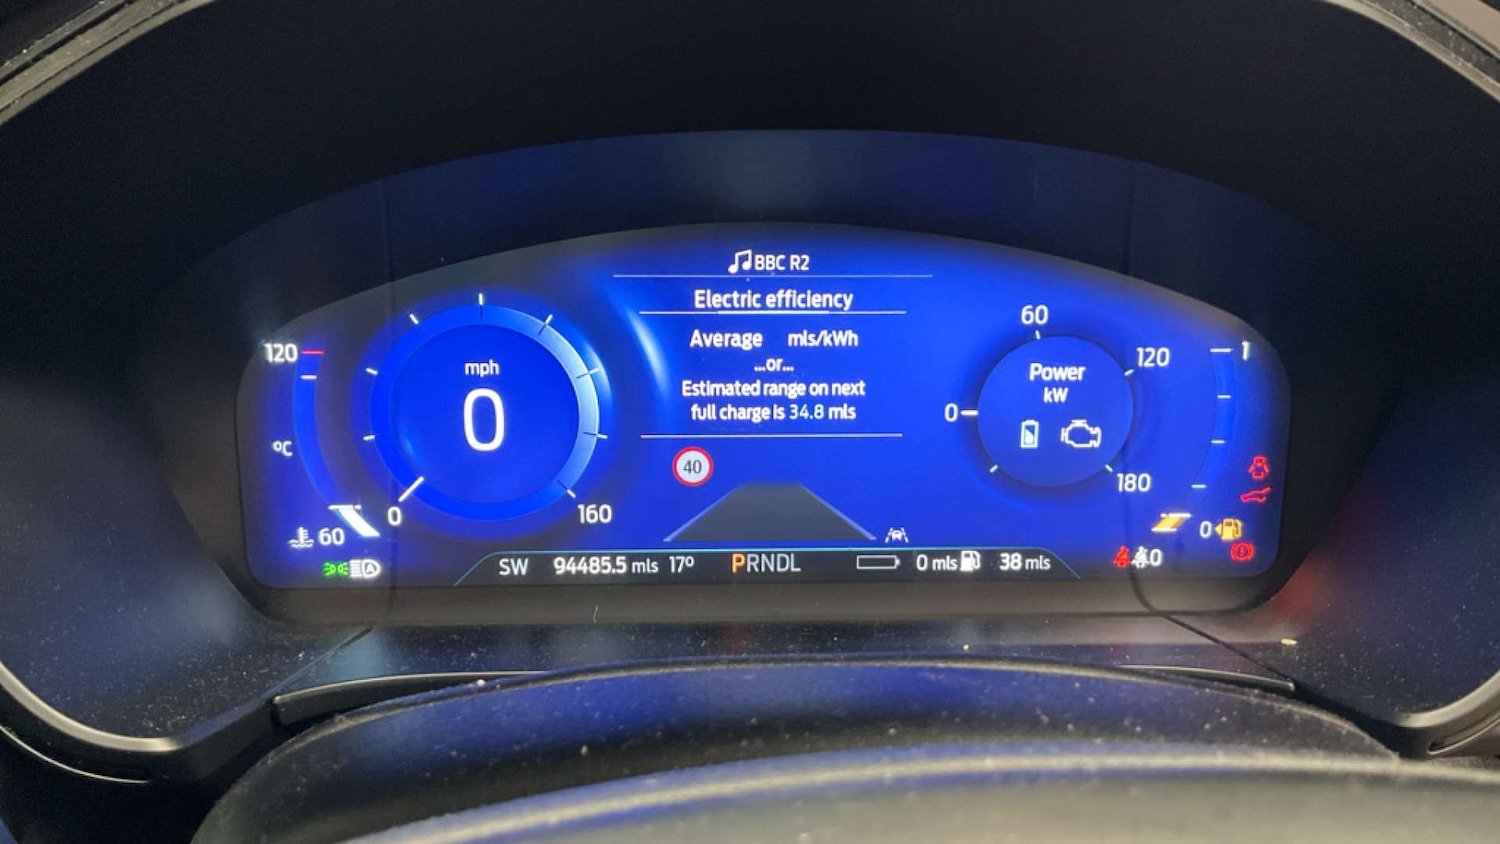 BBC R2
Electric efficiency
Average mls/kWh
...or...
Estimated range on next
full charge is 34.8 mls
120
°C
60
mph
0
0
160
40
60
120
0
180
Power
kW
1
0
0
SW 94485.5 mls 17° PRNDL 0 mls 38 mls
A